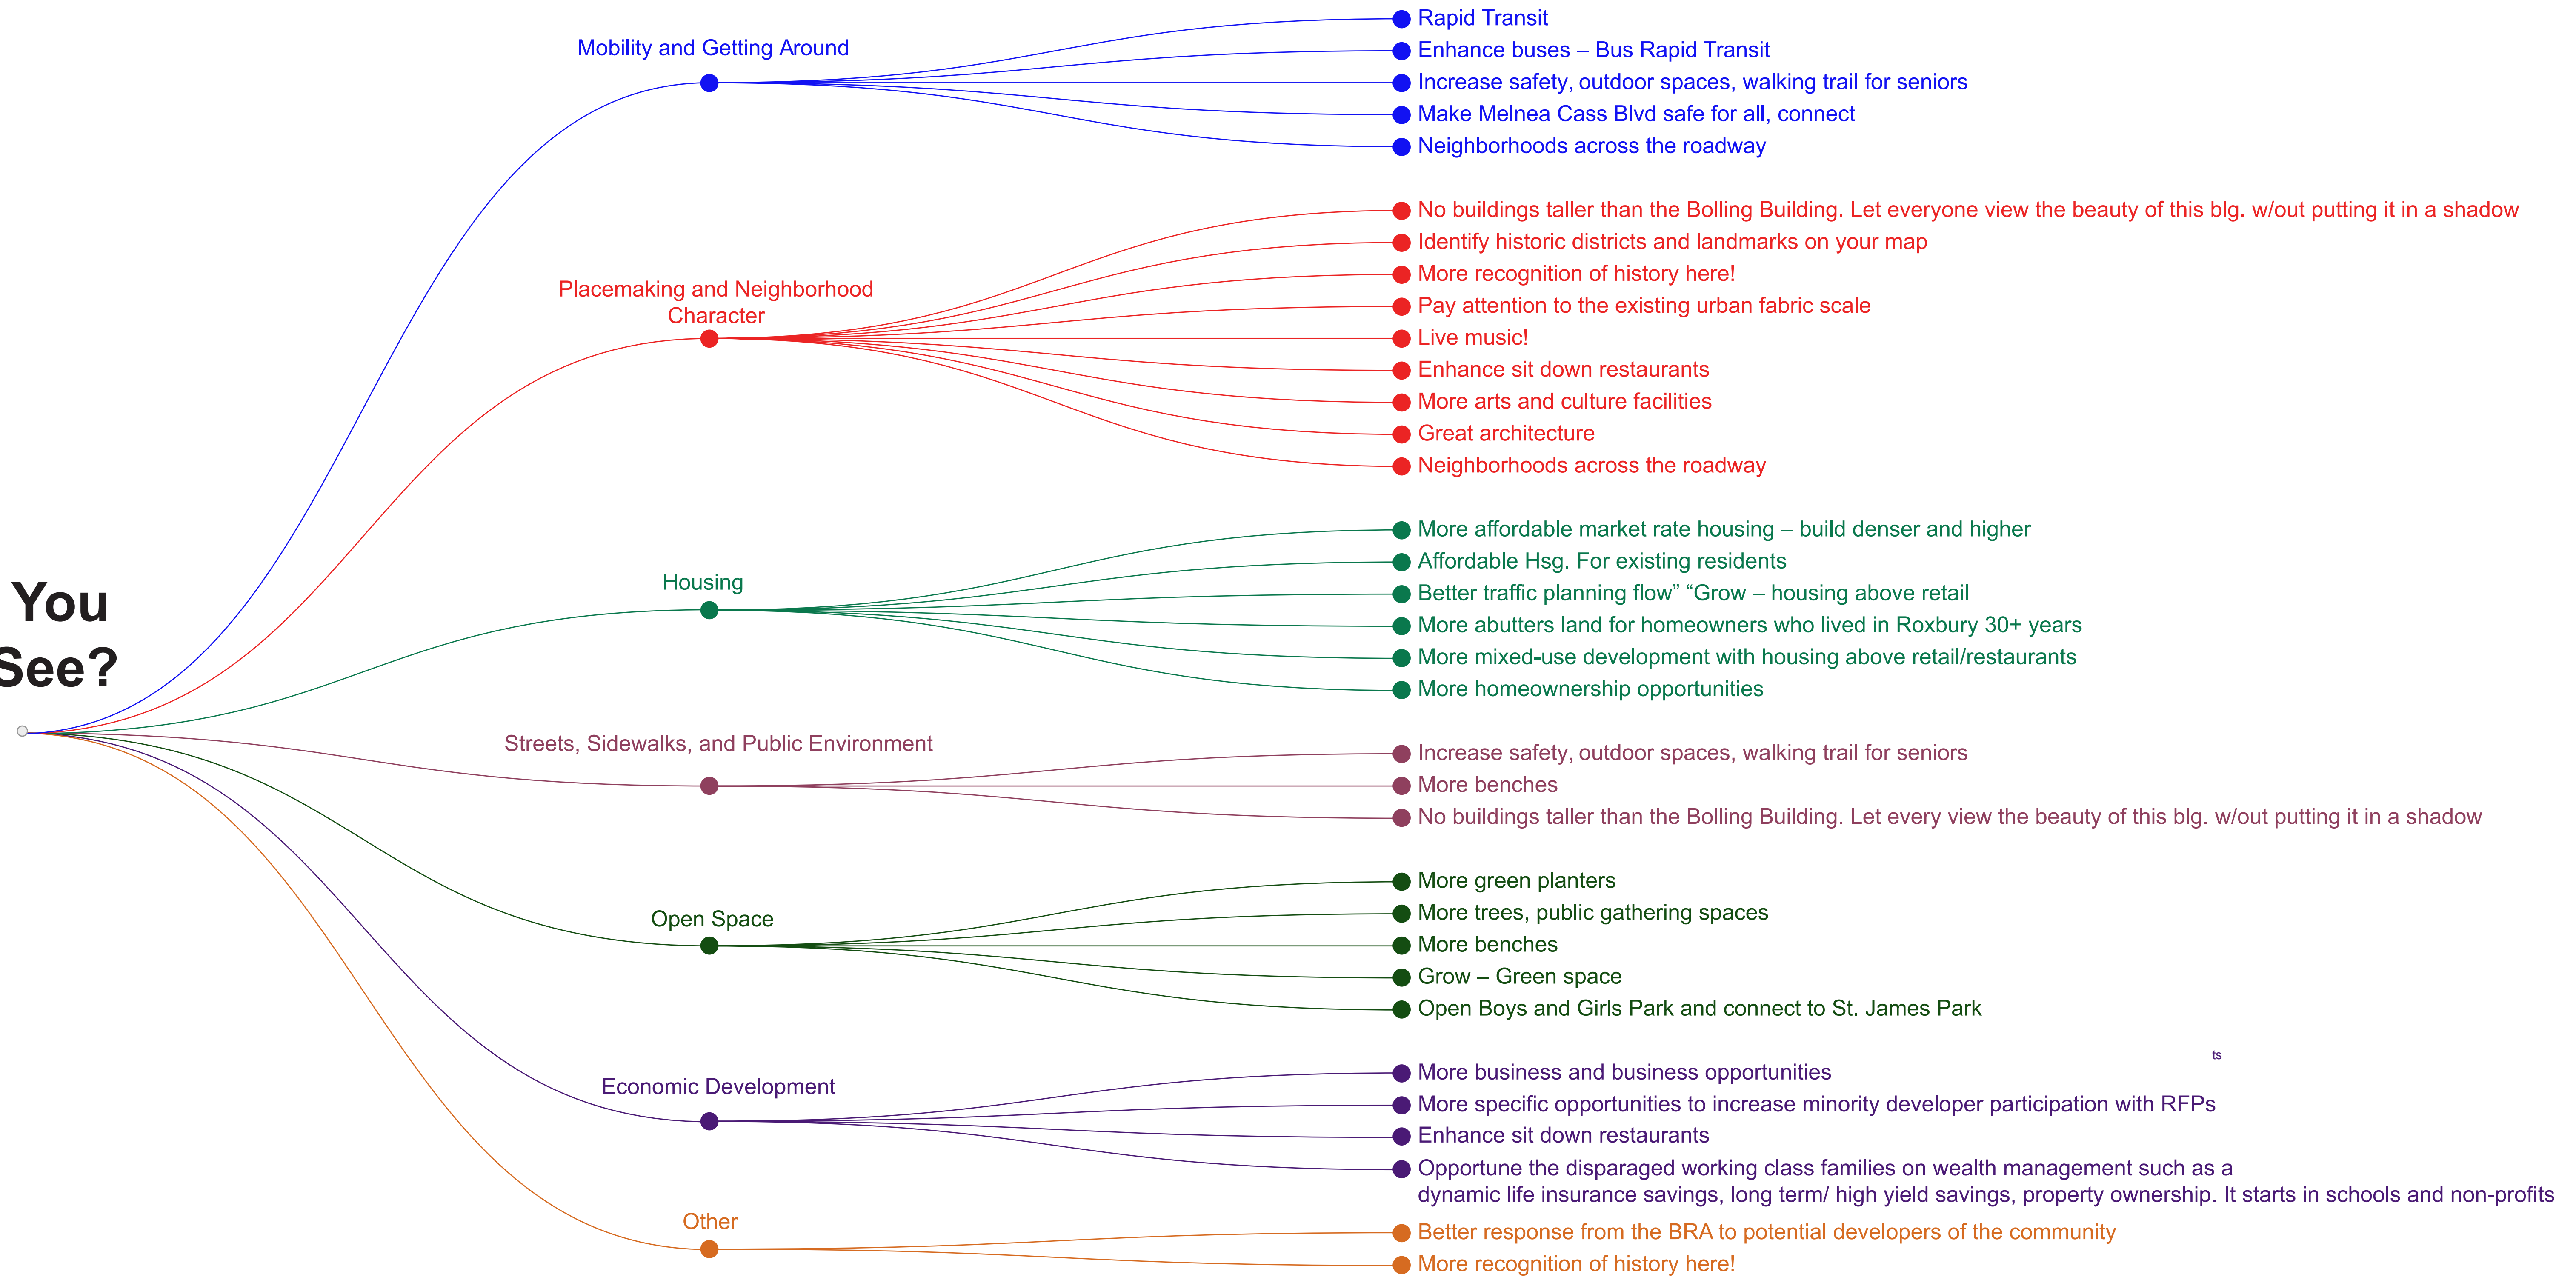 You
See?
Mobility and Getting Around
Rapid Transit
Enhance buses – Bus Rapid Transit
Increase safety, outdoor spaces, walking trail for seniors
Make Melnea Cass Blvd safe for all, connect
Neighborhoods across the roadway
Placemaking and Neighborhood
Character
No buildings taller than the Bolling Building. Let everyone view the beauty of this blg. w/out putting it in a shadow
Identify historic districts and landmarks on your map
More recognition of history here!
Pay attention to the existing urban fabric scale
Live music!
Enhance sit down restaurants
More arts and culture facilities
Great architecture
Neighborhoods across the roadway
Housing
More affordable market rate housing – build denser and higher
Affordable Hsg. For existing residents
Better traffic planning flow” “Grow – housing above retail
More abutters land for homeowners who lived in Roxbury 30+ years
More mixed-use development with housing above retail/restaurants
More homeownership opportunities
Streets, Sidewalks, and Public Environment
Increase safety, outdoor spaces, walking trail for seniors
More benches
No buildings taller than the Bolling Building. Let every view the beauty of this blg. w/out putting it in a shadow
Open Space
More green planters
More trees, public gathering spaces
More benches
Grow – Green space
Open Boys and Girls Park and connect to St. James Park
ts
Economic Development
More business and business opportunities
More specific opportunities to increase minority developer participation with RFPs
Enhance sit down restaurants
Opportune the disparaged working class families on wealth management such as a
dynamic life insurance savings, long term/ high yield savings, property ownership. It starts in schools and non-profits
Other
Better response from the BRA to potential developers of the community
More recognition of history here!